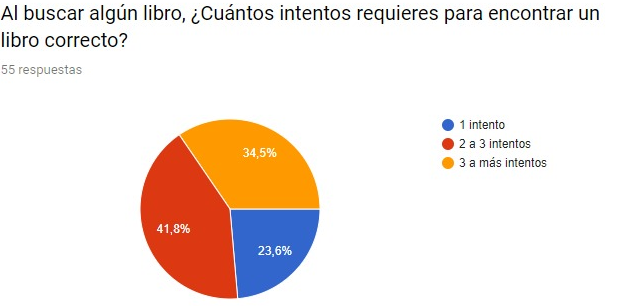 Al buscar algún libro, ¿Cuántos intentos requieres para encontrar un
libro correcto?
55 respuestas
1 intento
2 a 3 intentos
3 a más intentos
34,5%
41,8%
23,6%